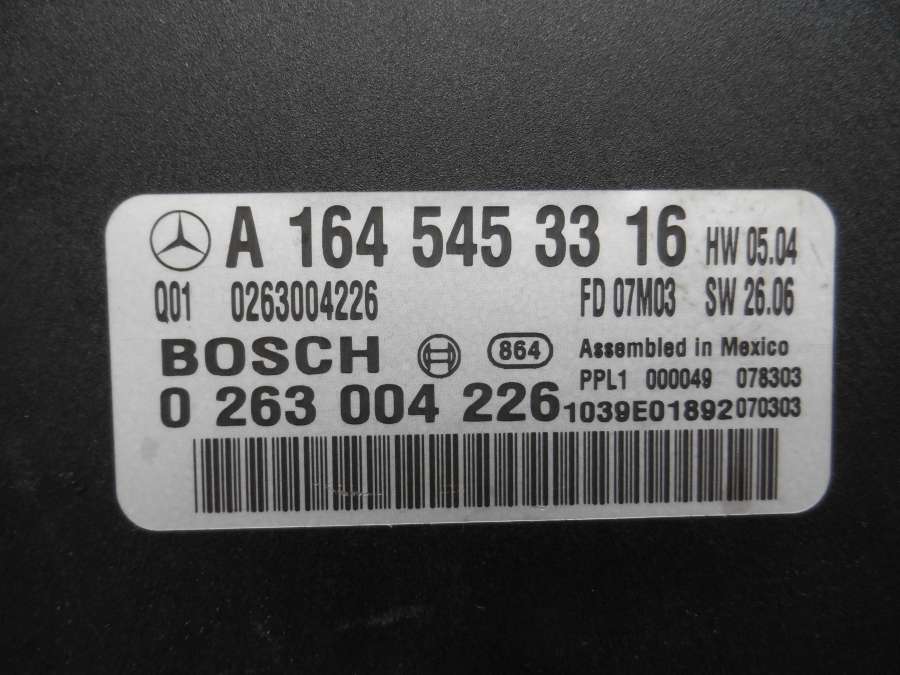 A 164 545 33 16 HW 05.04
Q01 0263004226 FD 07M03 SW 26.06
BOSCH 864 Assembled in Mexico
PPL1 000049 078303
0 263 004 226 1039E01892 070303